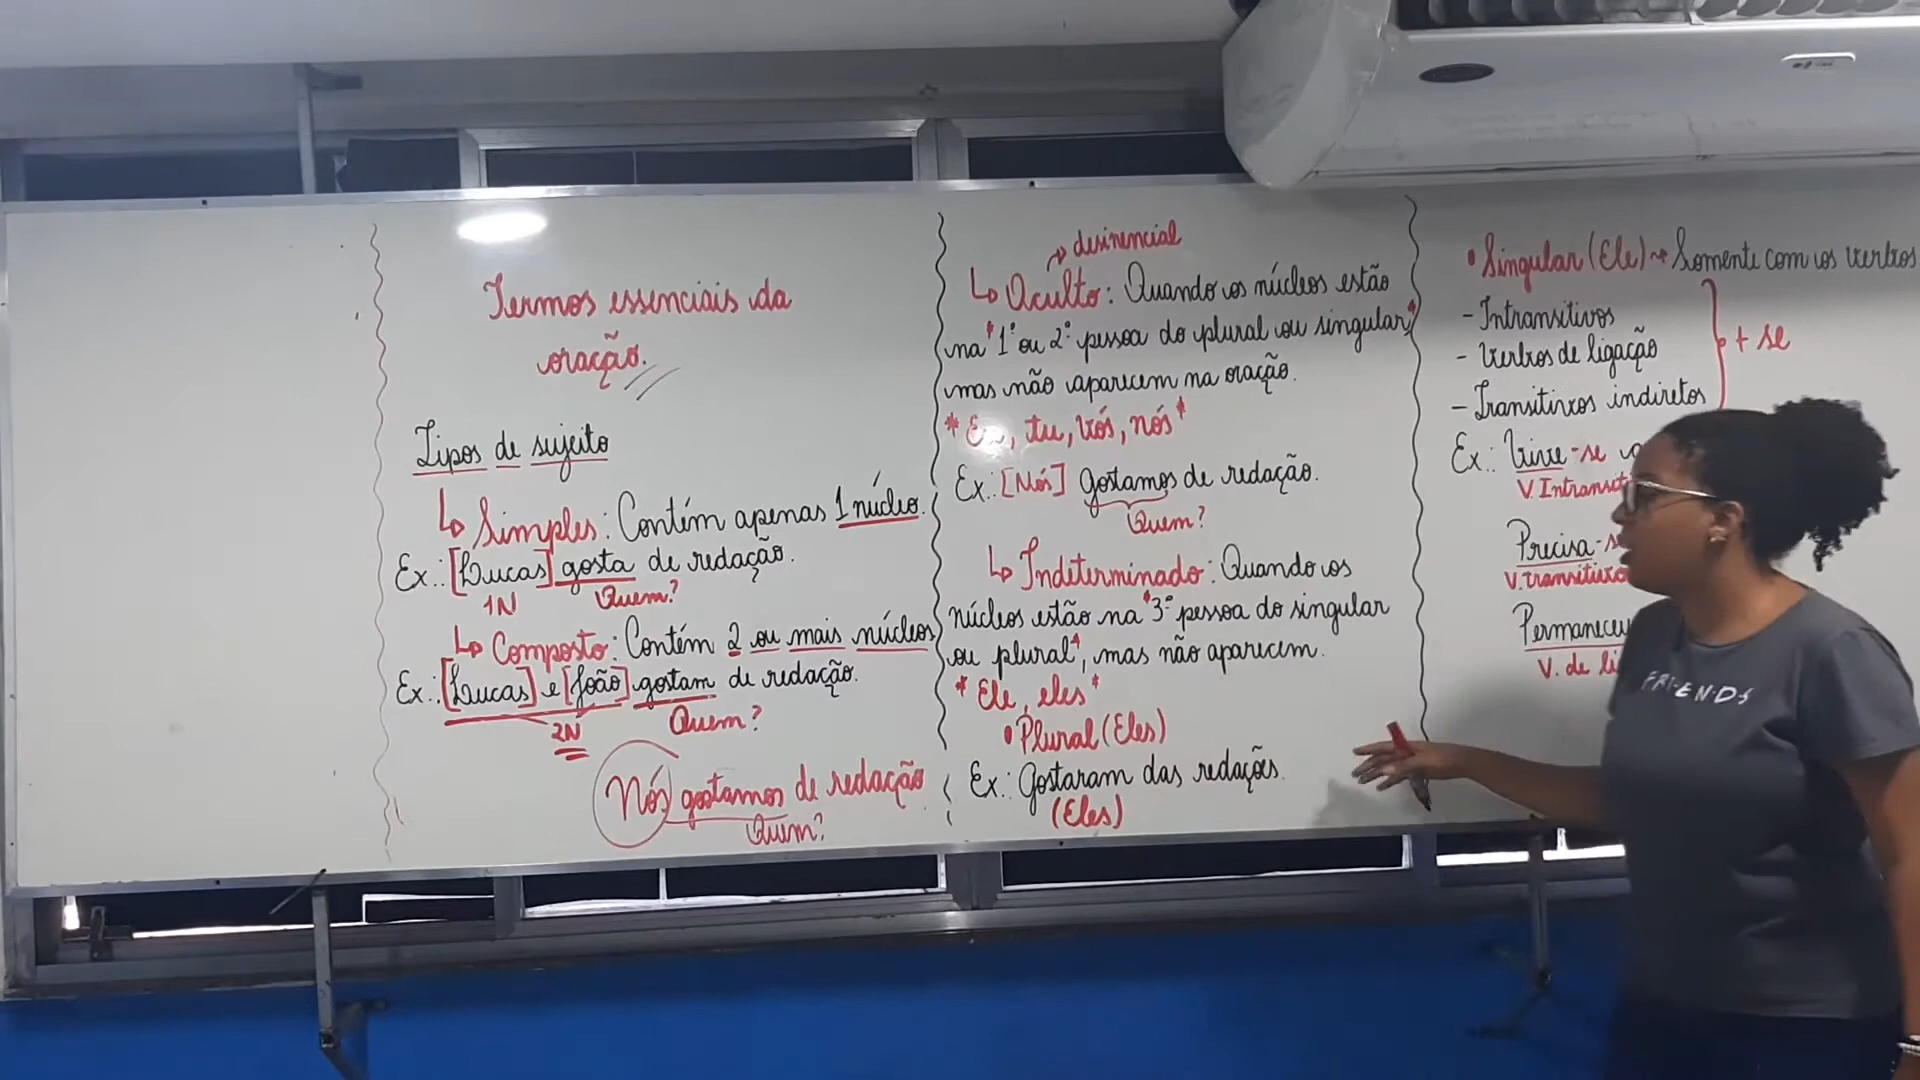 Termos essenciais da
oração.
Tipos de sujeito
↳ Simples: Contém apenas 1 núcleo.
Ex.: [Lucas] gosta de redação.
1N Quem?
↳ Composto: Contém 2 ou mais núcleos
Ex.: [Lucas] e [João] gostam de redação.
2N Quem?
Nós gostamos de redação
Quem?
desinencial
↳ Oculto: Quando os núcleos estão
na "1ª ou 2ª pessoa do plural ou singular"
mas não aparecem na oração.
* Eu, tu, vós, nós *
Ex.: [Nós] Gostamos de redação.
Quem?
↳ Indeterminado: Quando os
núcleos estão na "3ª pessoa do singular
ou plural", mas não aparecem.
* Ele, eles *
• Plural (Eles)
Ex.: Gostaram das redações.
(Eles)
• Singular (Ele) → Somente com os verbos
- Intransitivos
- Verbos de ligação
- Transitivos indiretos
+ se
Ex.: Vive-se
V. Intransit
Precisa-s
V. transitivo
Permaneceu
V. de li
FRIENDS